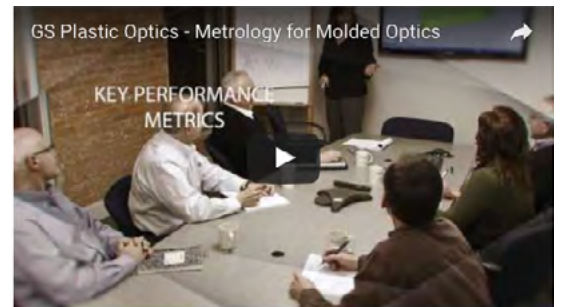 GS Plastic Optics - Metrology for Molded Optics
KEY PERFORMANCE
METRICS